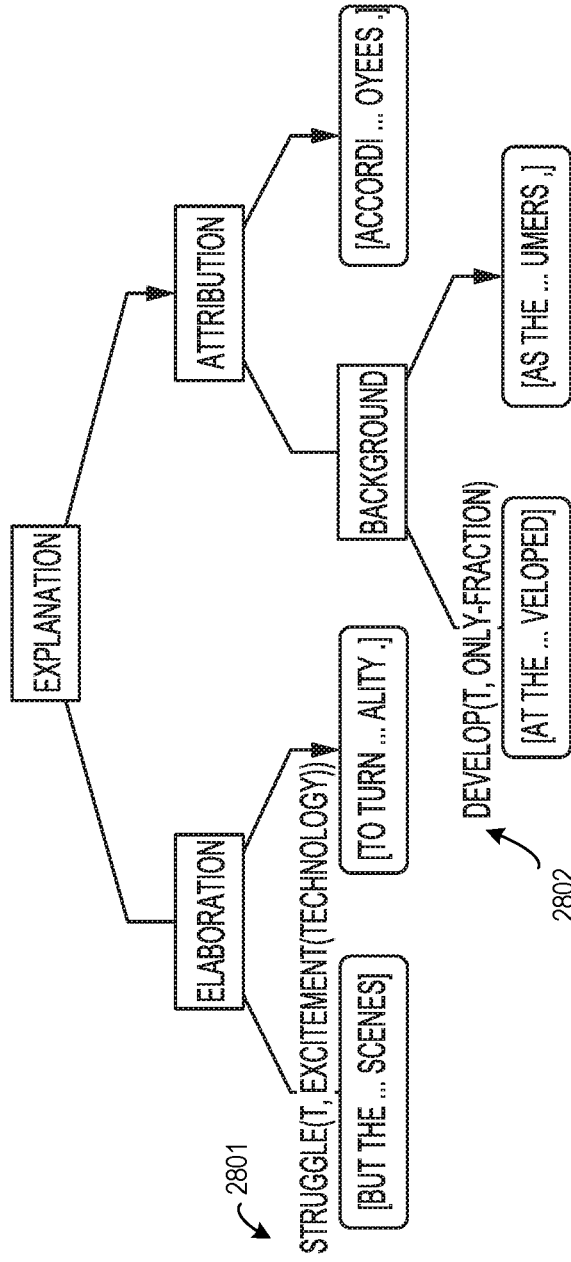 EXPLANATION
ELABORATION
ATTRIBUTION
2801
STRUGGLE(T, EXCITEMENT(TECHNOLOGY))
[BUT THE ... SCENES]
[TO TURN ... ALITY .]
BACKGROUND
[ACCORDI ... OYEES ,]
2802
DEVELOP(T, ONLY-FRACTION)
[AT THE ... VELOPED]
[AS THE ... UMERS ,]